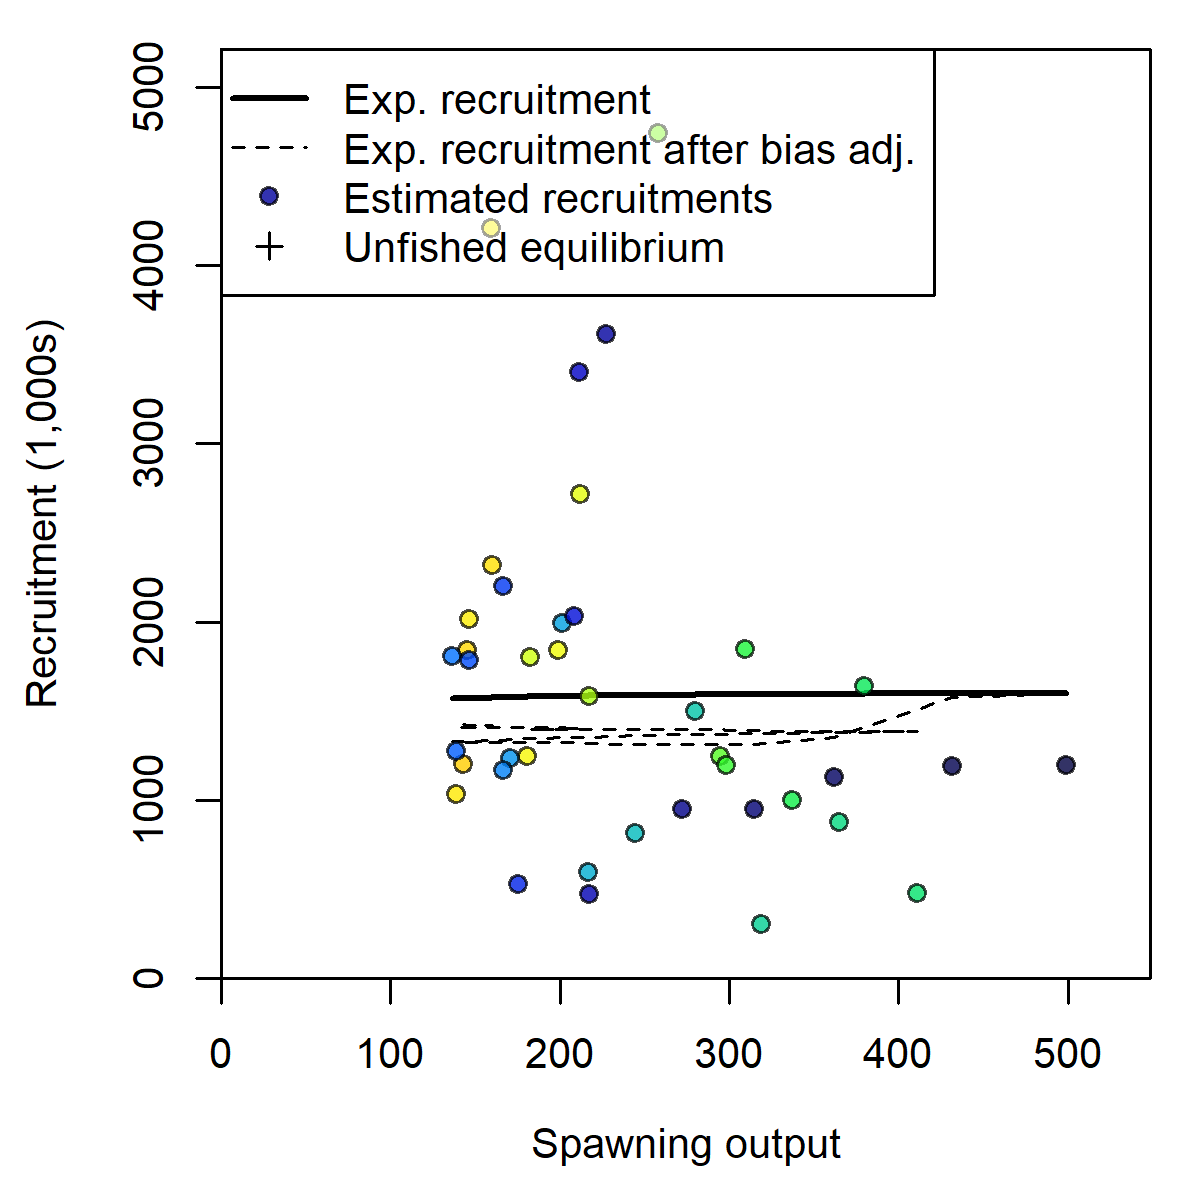 Exp. recruitment
Exp. recruitment after bias adj.
Estimated recruitments
Unfished equilibrium
Recruitment (1,000s)
5000
4000
3000
2000
1000
0
0 100 200 300 400 500
Spawning output